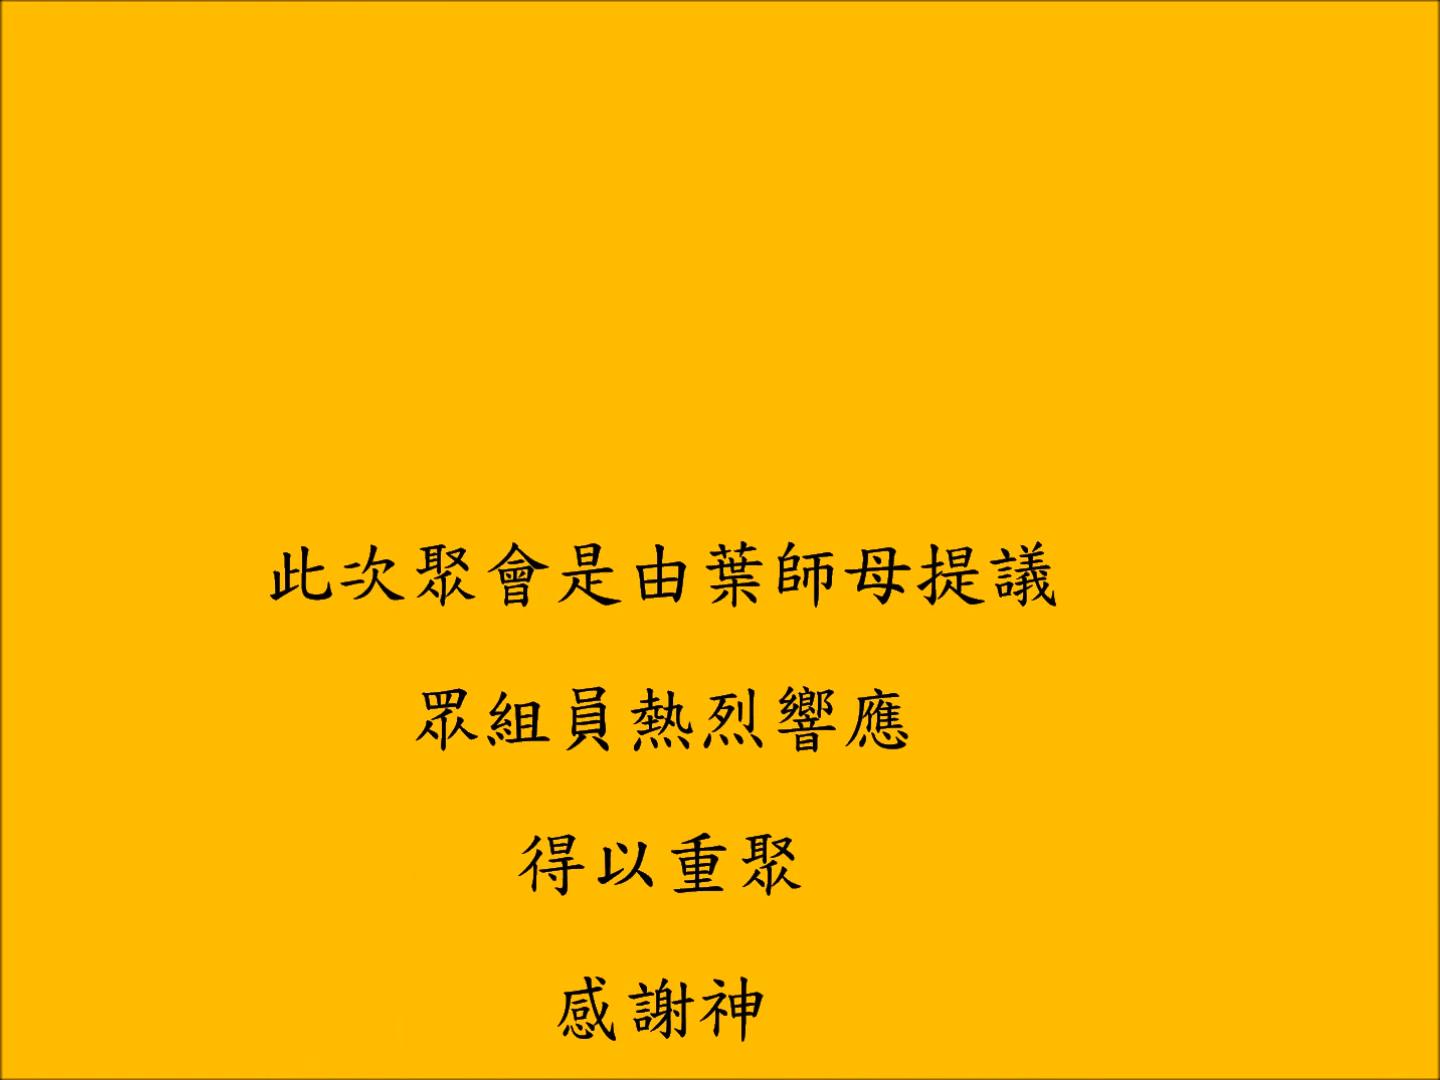 此次聚會是由葉師母提議
眾組員熱烈響應
得以重聚
感謝神